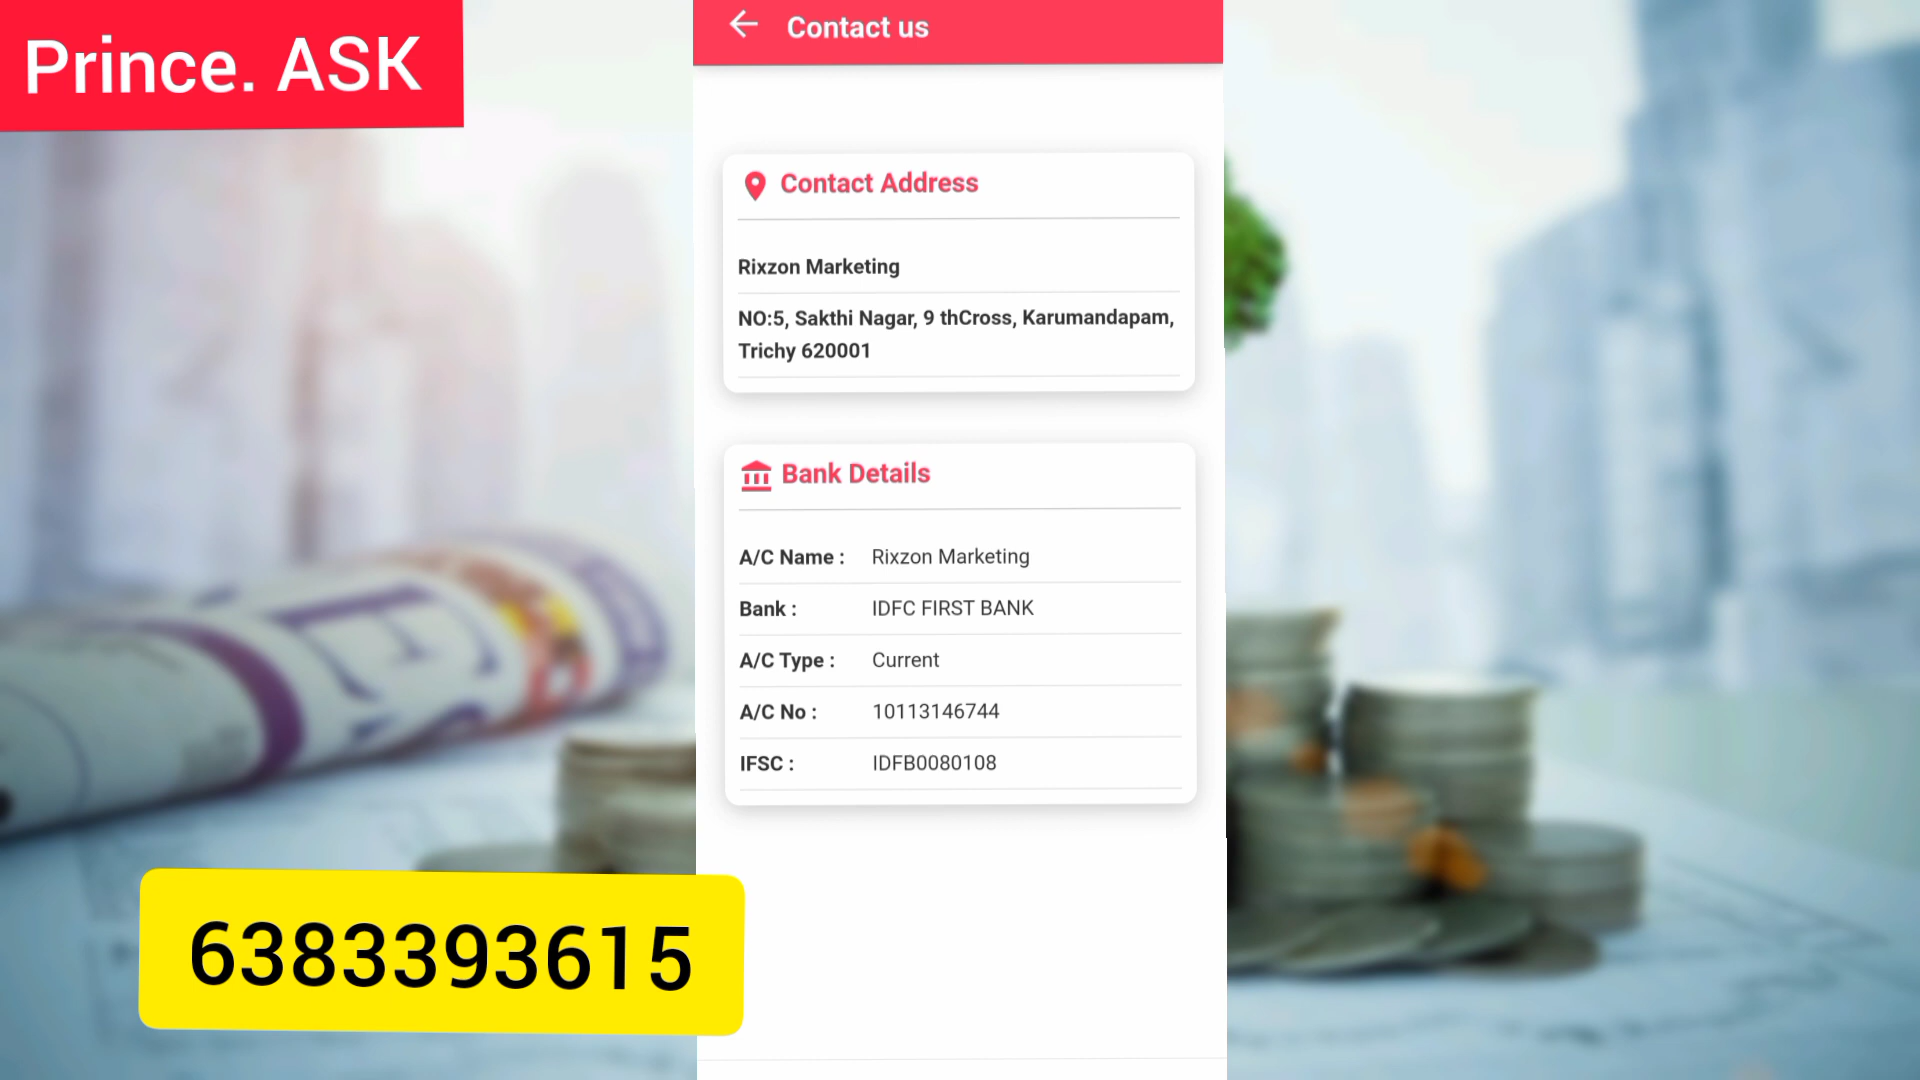 Prince. ASK
Contact us
Contact Address
Rixzon Marketing
NO:5, Sakthi Nagar, 9 thCross, Karumandapam,
Trichy 620001
Bank Details
A/C Name : Rixzon Marketing
Bank : IDFC FIRST BANK
A/C Type : Current
A/C No : 10113146744
IFSC : IDFB0080108
6383393615